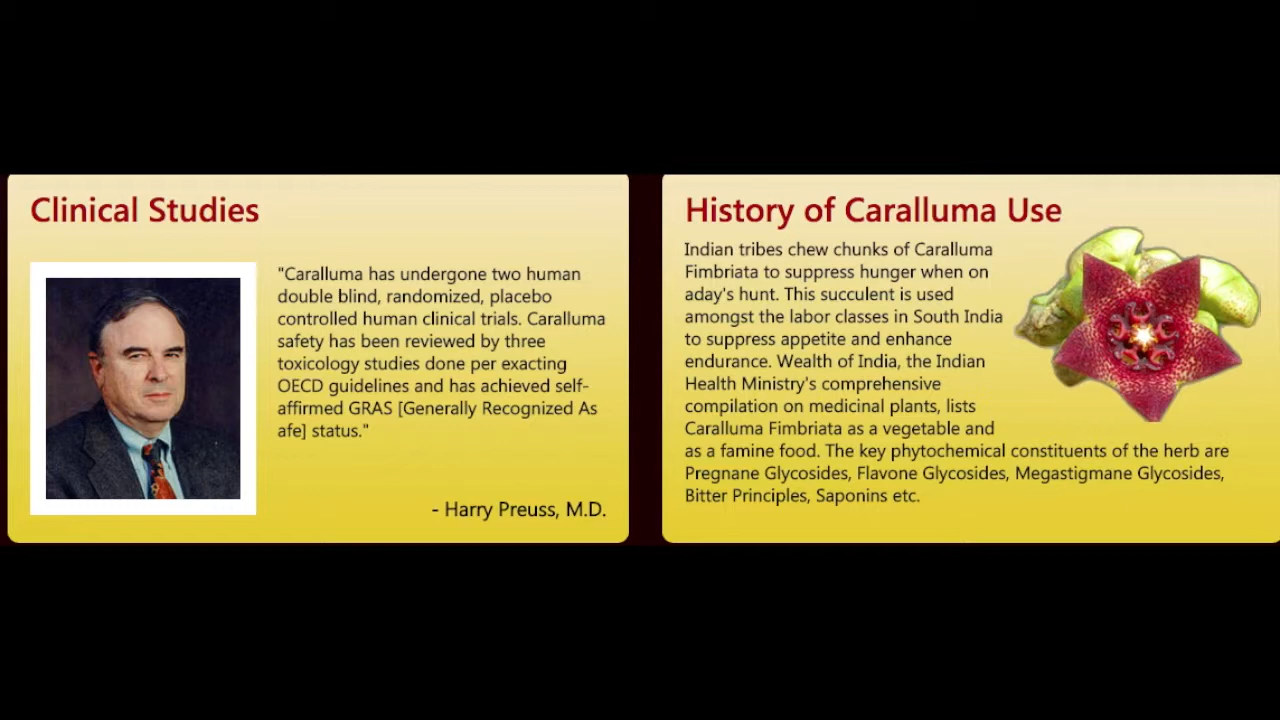 Clinical Studies
"Caralluma has undergone two human
double blind, randomized, placebo
controlled human clinical trials. Caralluma
safety has been reviewed by three
toxicology studies done per exacting
OECD guidelines and has achieved self-
affirmed GRAS [Generally Recognized As
afe] status."
- Harry Preuss, M.D.
History of Caralluma Use
Indian tribes chew chunks of Caralluma
Fimbriata to suppress hunger when on
aday's hunt. This succulent is used
amongst the labor classes in South India
to suppress appetite and enhance
endurance. Wealth of India, the Indian
Health Ministry's comprehensive
compilation on medicinal plants, lists
Caralluma Fimbriata as a vegetable and
as a famine food. The key phytochemical constituents of the herb are
Pregnane Glycosides, Flavone Glycosides, Megastigmane Glycosides,
Bitter Principles, Saponins etc.